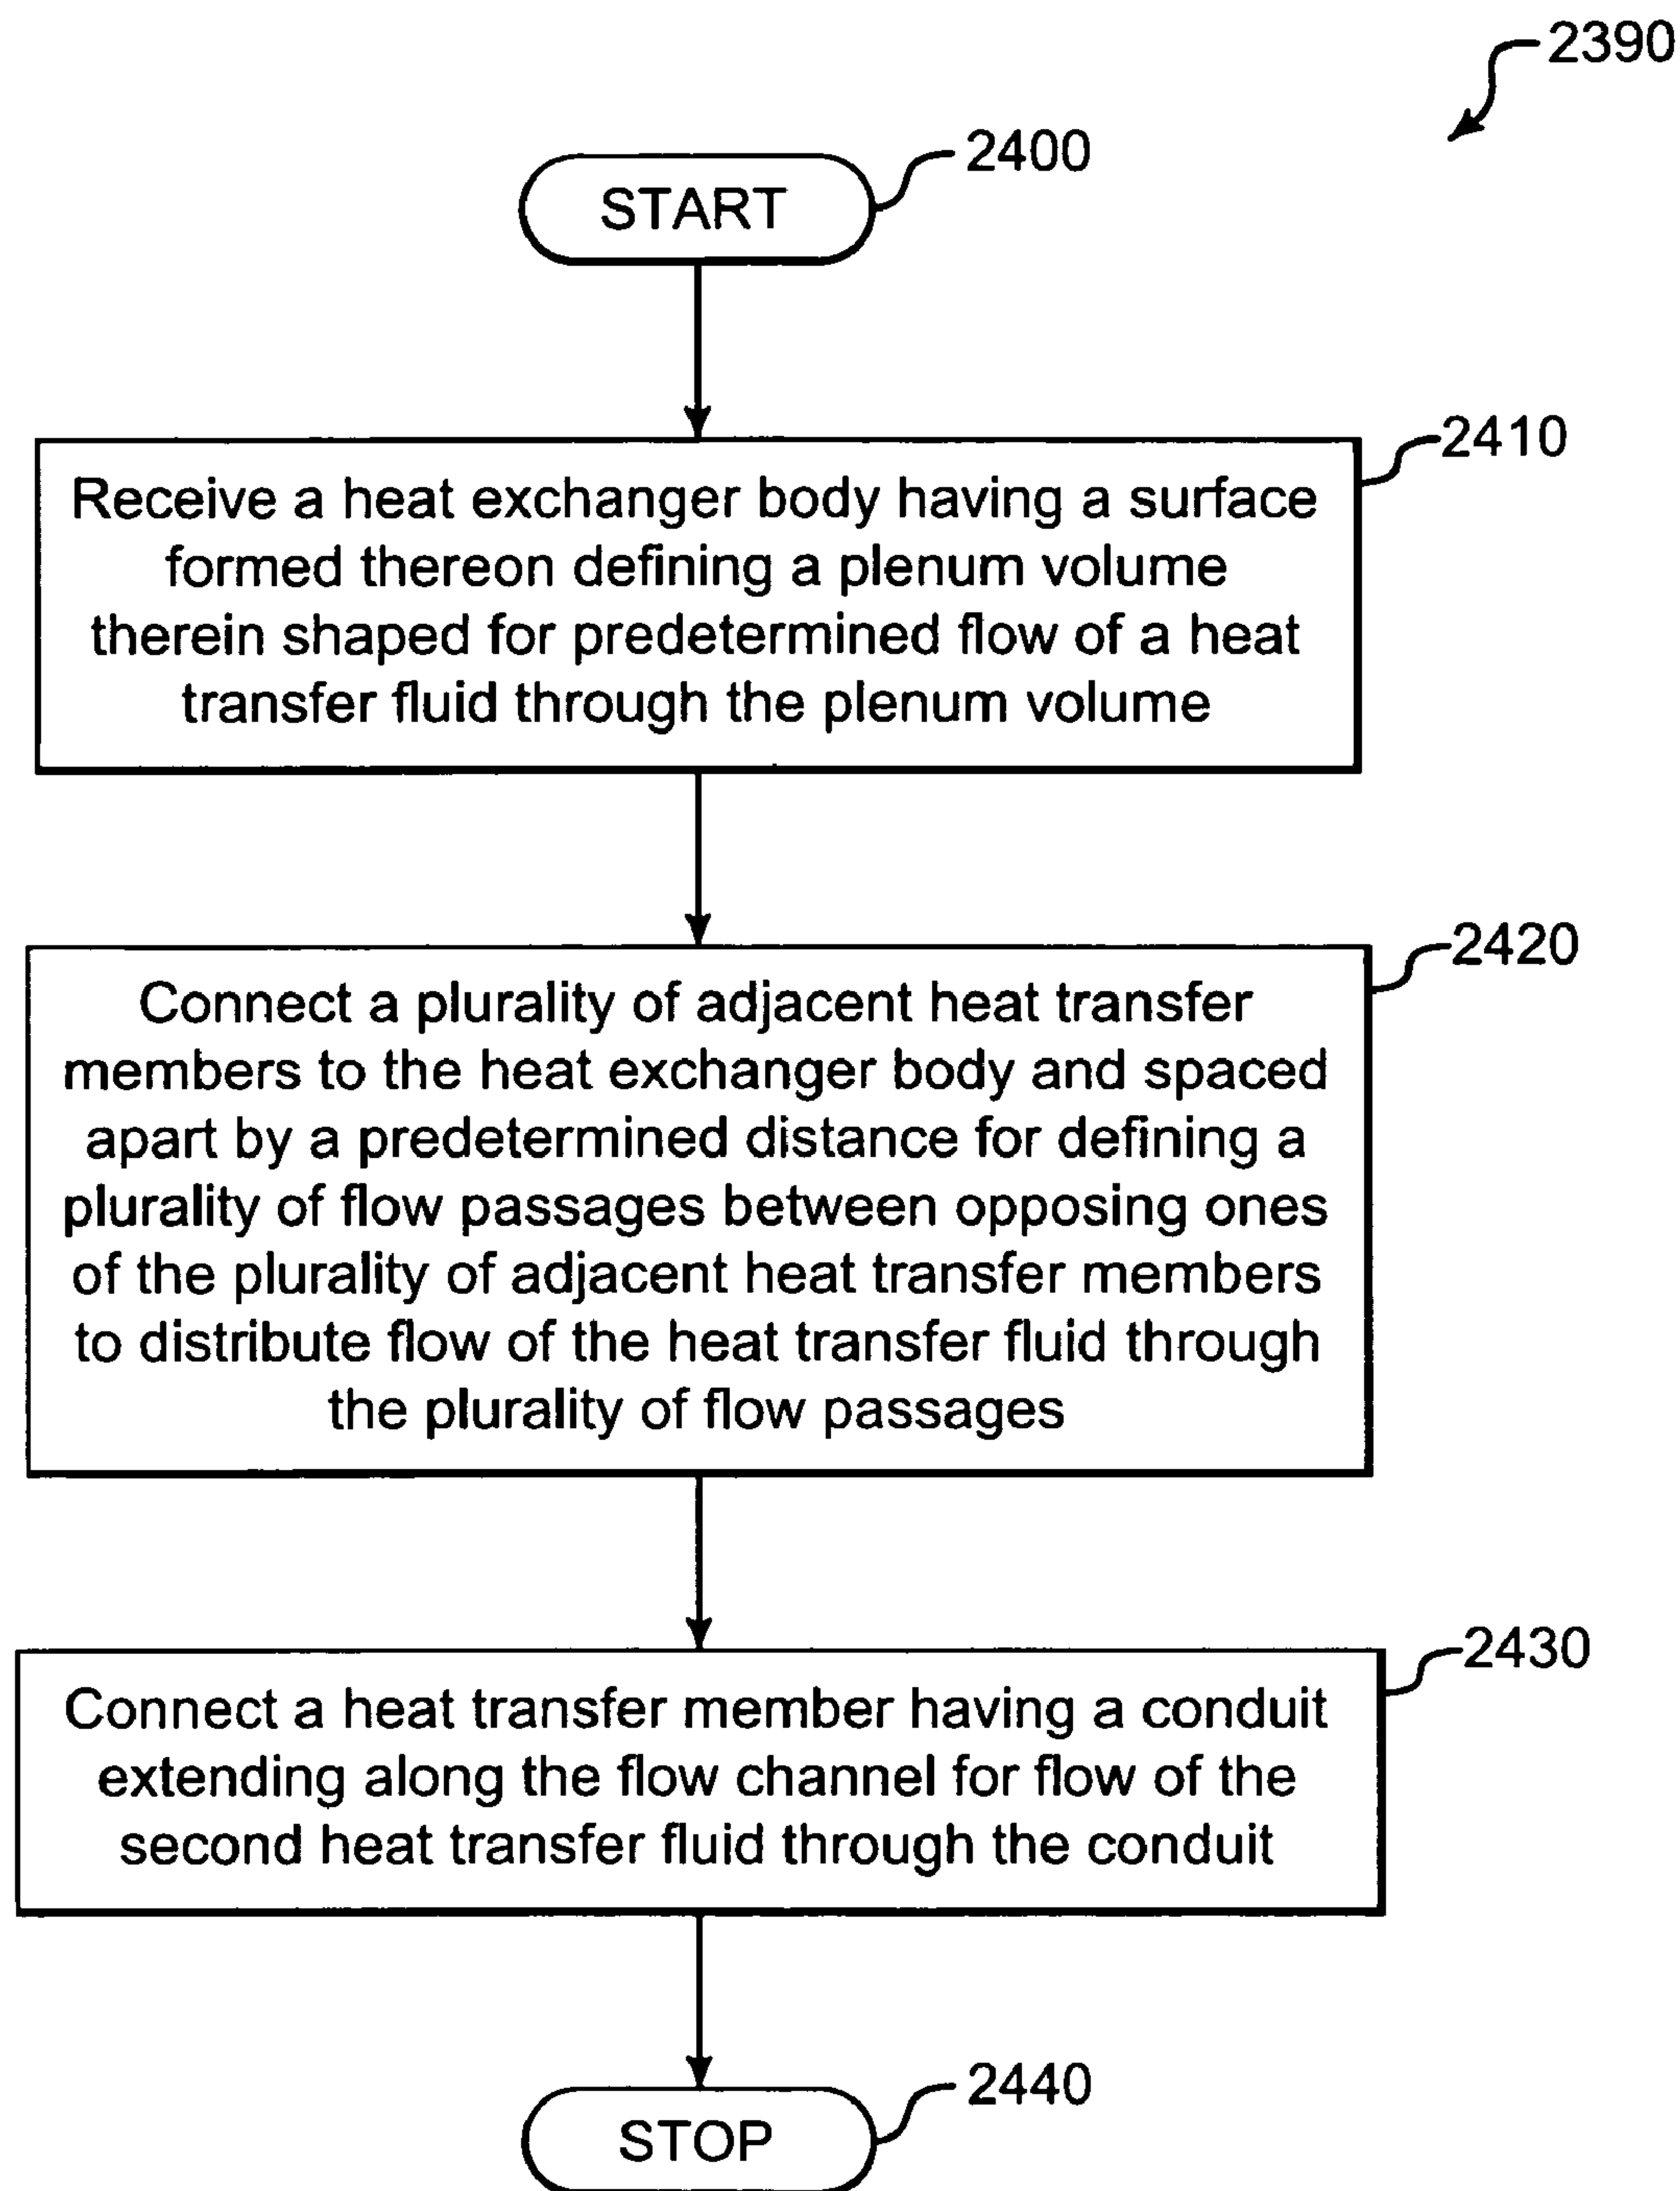 2390
2400
START
2410
Receive a heat exchanger body having a surface
formed thereon defining a plenum volume
therein shaped for predetermined flow of a heat
transfer fluid through the plenum volume
2420
Connect a plurality of adjacent heat transfer
members to the heat exchanger body and spaced
apart by a predetermined distance for defining a
plurality of flow passages between opposing ones
of the plurality of adjacent heat transfer members
to distribute flow of the heat transfer fluid through
the plurality of flow passages
2430
Connect a heat transfer member having a conduit
extending along the flow channel for flow of the
second heat transfer fluid through the conduit
2440
STOP